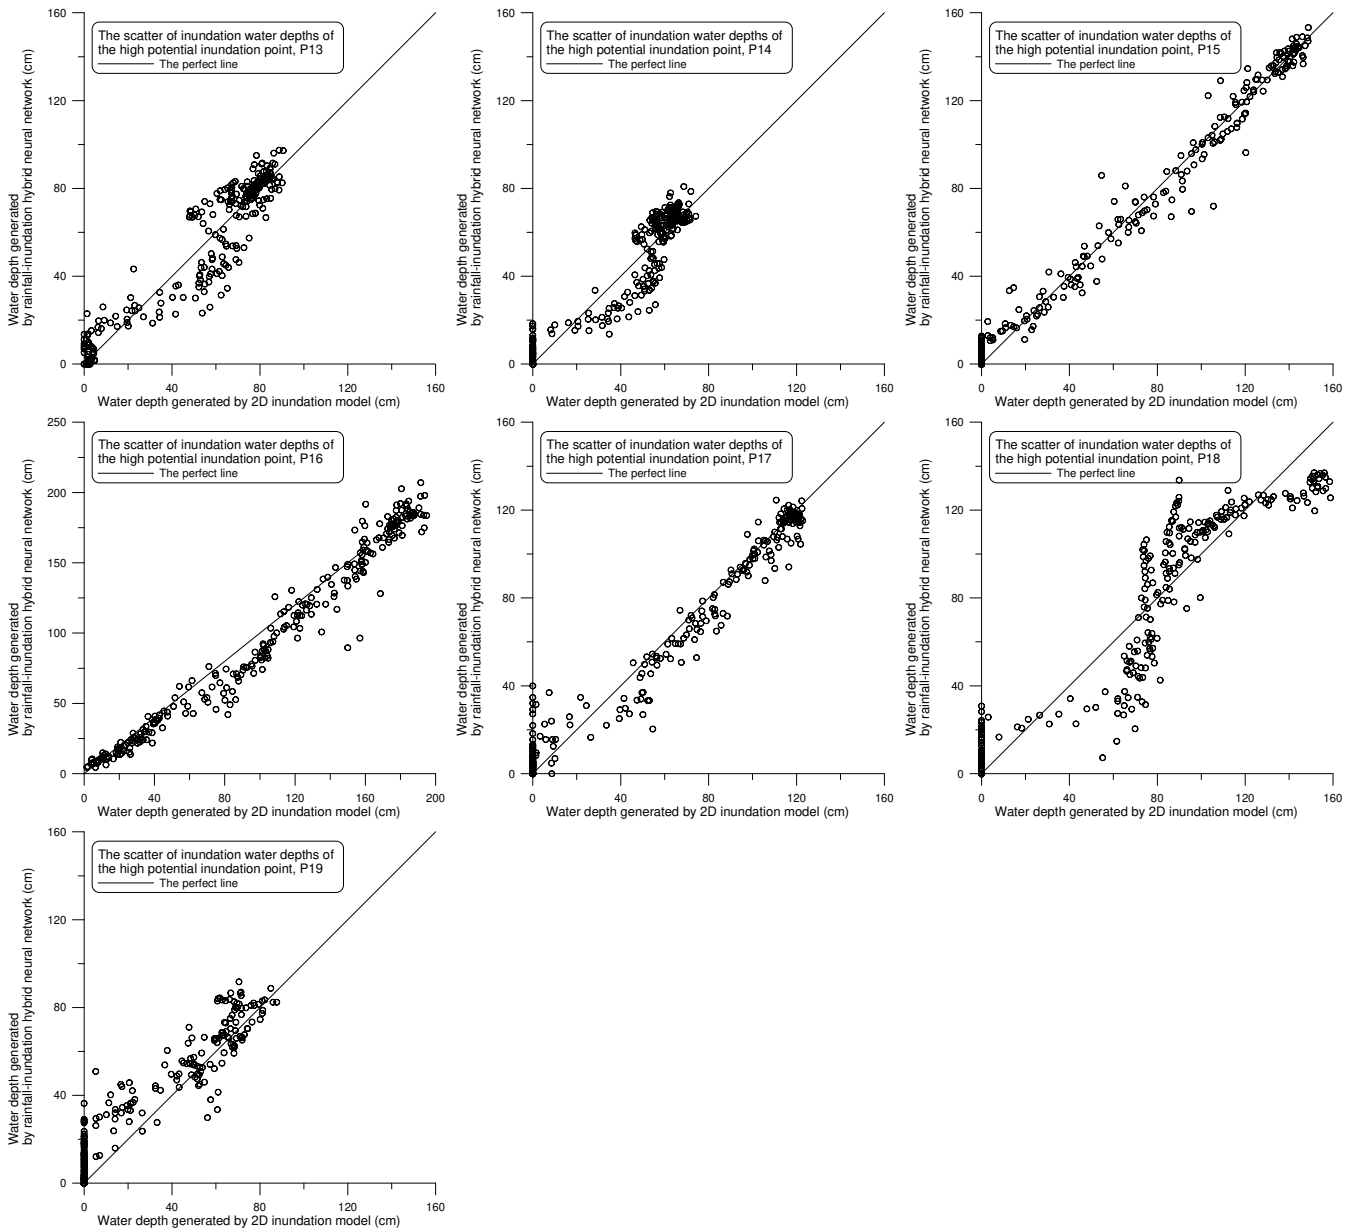 160
120
80
40
0
Water depth generated
by rainfall-inundation hybrid neural network (cm)
The scatter of inundation water depths of
the high potential inundation point, P13
The perfect line
0 40 80 120 160
Water depth generated by 2D inundation model (cm)
160
120
80
40
0
Water depth generated
by rainfall-inundation hybrid neural network (cm)
The scatter of inundation water depths of
the high potential inundation point, P14
The perfect line
0 40 80 120 160
Water depth generated by 2D inundation model (cm)
160
120
80
40
0
Water depth generated
by rainfall-inundation hybrid neural network (cm)
The scatter of inundation water depths of
the high potential inundation point, P15
The perfect line
0 40 80 120 160
Water depth generated by 2D inundation model (cm)
250
200
150
100
50
0
Water depth generated
by rainfall-inundation hybrid neural network (cm)
The scatter of inundation water depths of
the high potential inundation point, P16
The perfect line
0 40 80 120 160 200
Water depth generated by 2D inundation model (cm)
160
120
80
40
0
Water depth generated
by rainfall-inundation hybrid neural network (cm)
The scatter of inundation water depths of
the high potential inundation point, P17
The perfect line
0 40 80 120 160
Water depth generated by 2D inundation model (cm)
160
120
80
40
0
Water depth generated
by rainfall-inundation hybrid neural network (cm)
The scatter of inundation water depths of
the high potential inundation point, P18
The perfect line
0 40 80 120 160
Water depth generated by 2D inundation model (cm)
160
120
80
40
0
Water depth generated
by rainfall-inundation hybrid neural network (cm)
The scatter of inundation water depths of
the high potential inundation point, P19
The perfect line
0 40 80 120 160
Water depth generated by 2D inundation model (cm)